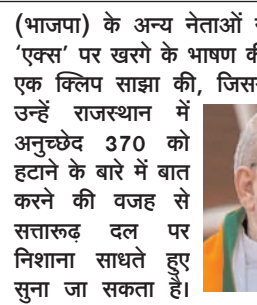 (भाजपा) के अन्य नेताओं
'एक्स' पर खरगे के भाषण
एक क्लिप साझा की,
उन्हें राजस्थान में
अनुच्छेद 370 को
हटाने के बारे में बात
करने की वजह से
सत्तारूढ़ दल पर
निशाना साधते हुए
सुना जा सकता है।